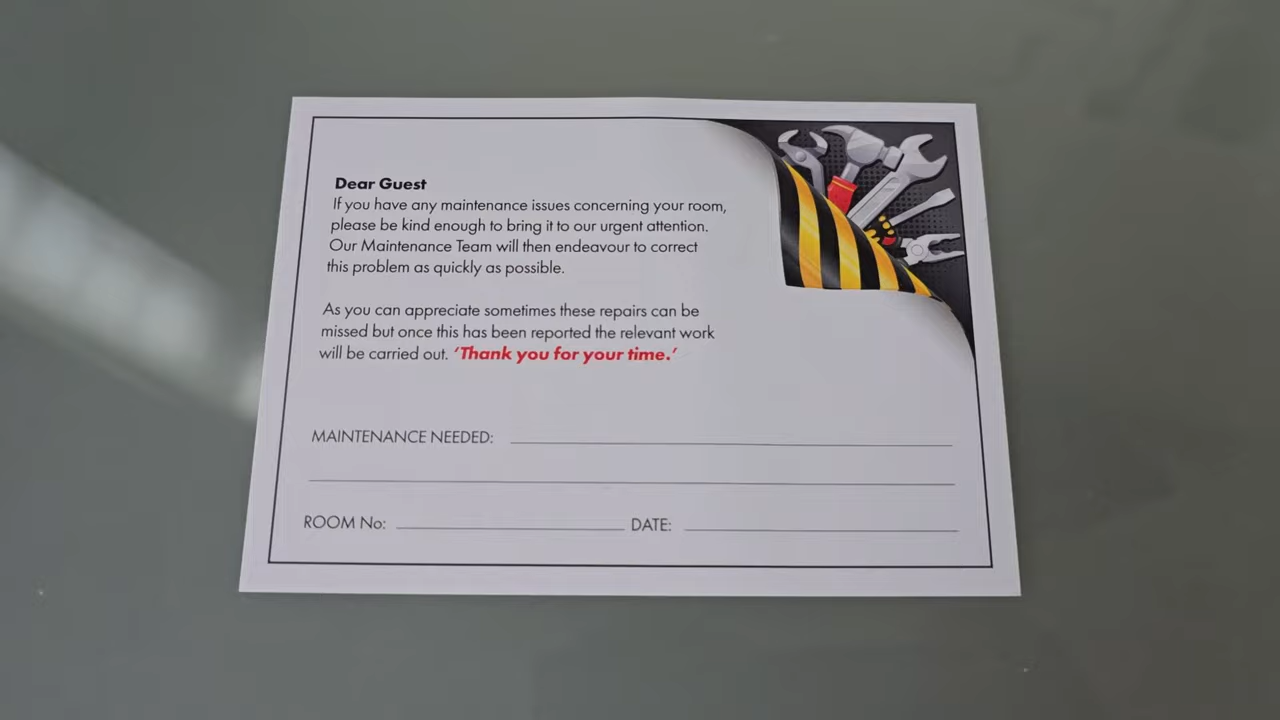 Dear Guest
If you have any maintenance issues concerning your room,
please be kind enough to bring it to our urgent attention.
Our Maintenance Team will then endeavour to correct
this problem as quickly as possible.
As you can appreciate sometimes these repairs can be
missed but once this has been reported the relevant work
will be carried out. ‘Thank you for your time.’
MAINTENANCE NEEDED:
ROOM No: DATE: